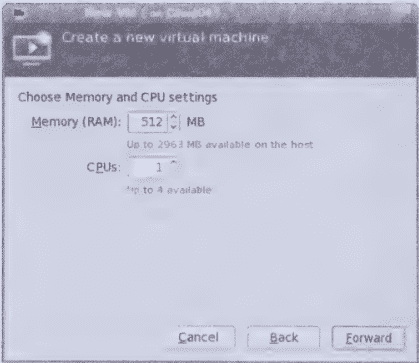 Create a new virtual machine
Choose Memory and CPU settings
Memory (RAM): 512 MB
Up to 2963 MB available on the host
CPUs: 1
Up to 4 available
Cancel Back Forward